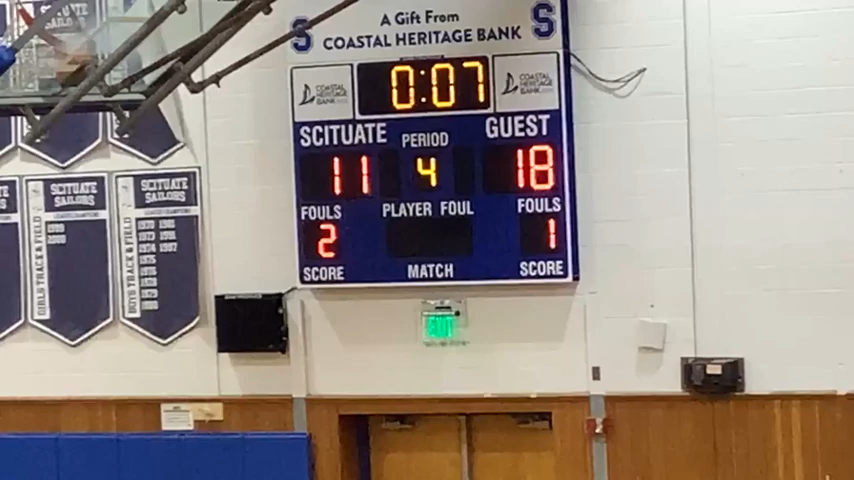 A Gift From
COASTAL HERITAGE BANK
S
S
COASTAL
HERITAGE
BANK
0:07
COASTAL
HERITAGE
BANK
SCITUATE
PERIOD
GUEST
11
4
18
FOULS
PLAYER FOUL
FOULS
2
1
SCORE
MATCH
SCORE
SCITUATE
SAILORS
GIRLS TRACK & FIELD
SCITUATE
SAILORS
BOYS TRACK & FIELD
EXIT